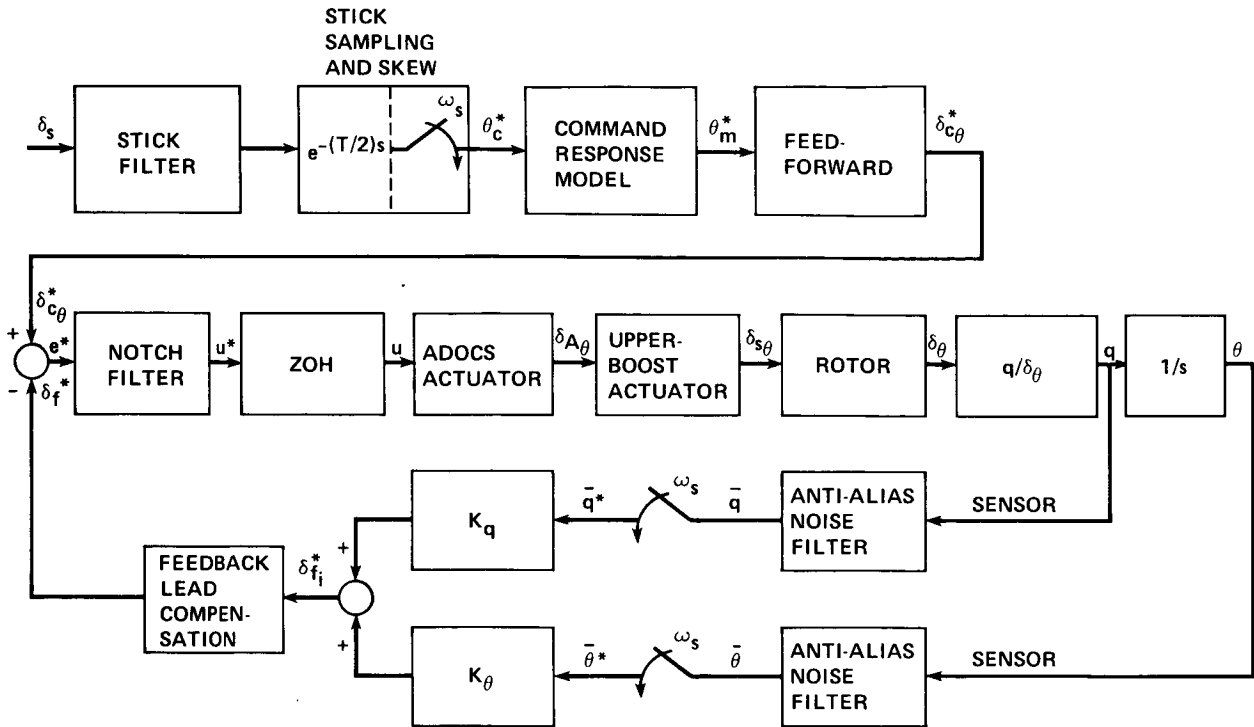 STICK
SAMPLING
AND SKEW
δs
STICK
FILTER
e-(T/2)s
ωs
θc*
COMMAND
RESPONSE
MODEL
θm*
FEED-
FORWARD
δcθ*
δcθ*
+
e*
−
δf*
NOTCH
FILTER
u*
ZOH
u
ADOCS
ACTUATOR
δAθ
UPPER-
BOOST
ACTUATOR
δsθ
ROTOR
δθ
q/δθ
q
1/s
θ
Kq
q̄*
ωs
q̄
ANTI-ALIAS
NOISE
FILTER
SENSOR
FEEDBACK
LEAD
COMPEN-
SATION
δfi*
+
+
Kθ
θ̄*
ωs
θ̄
ANTI-ALIAS
NOISE
FILTER
SENSOR